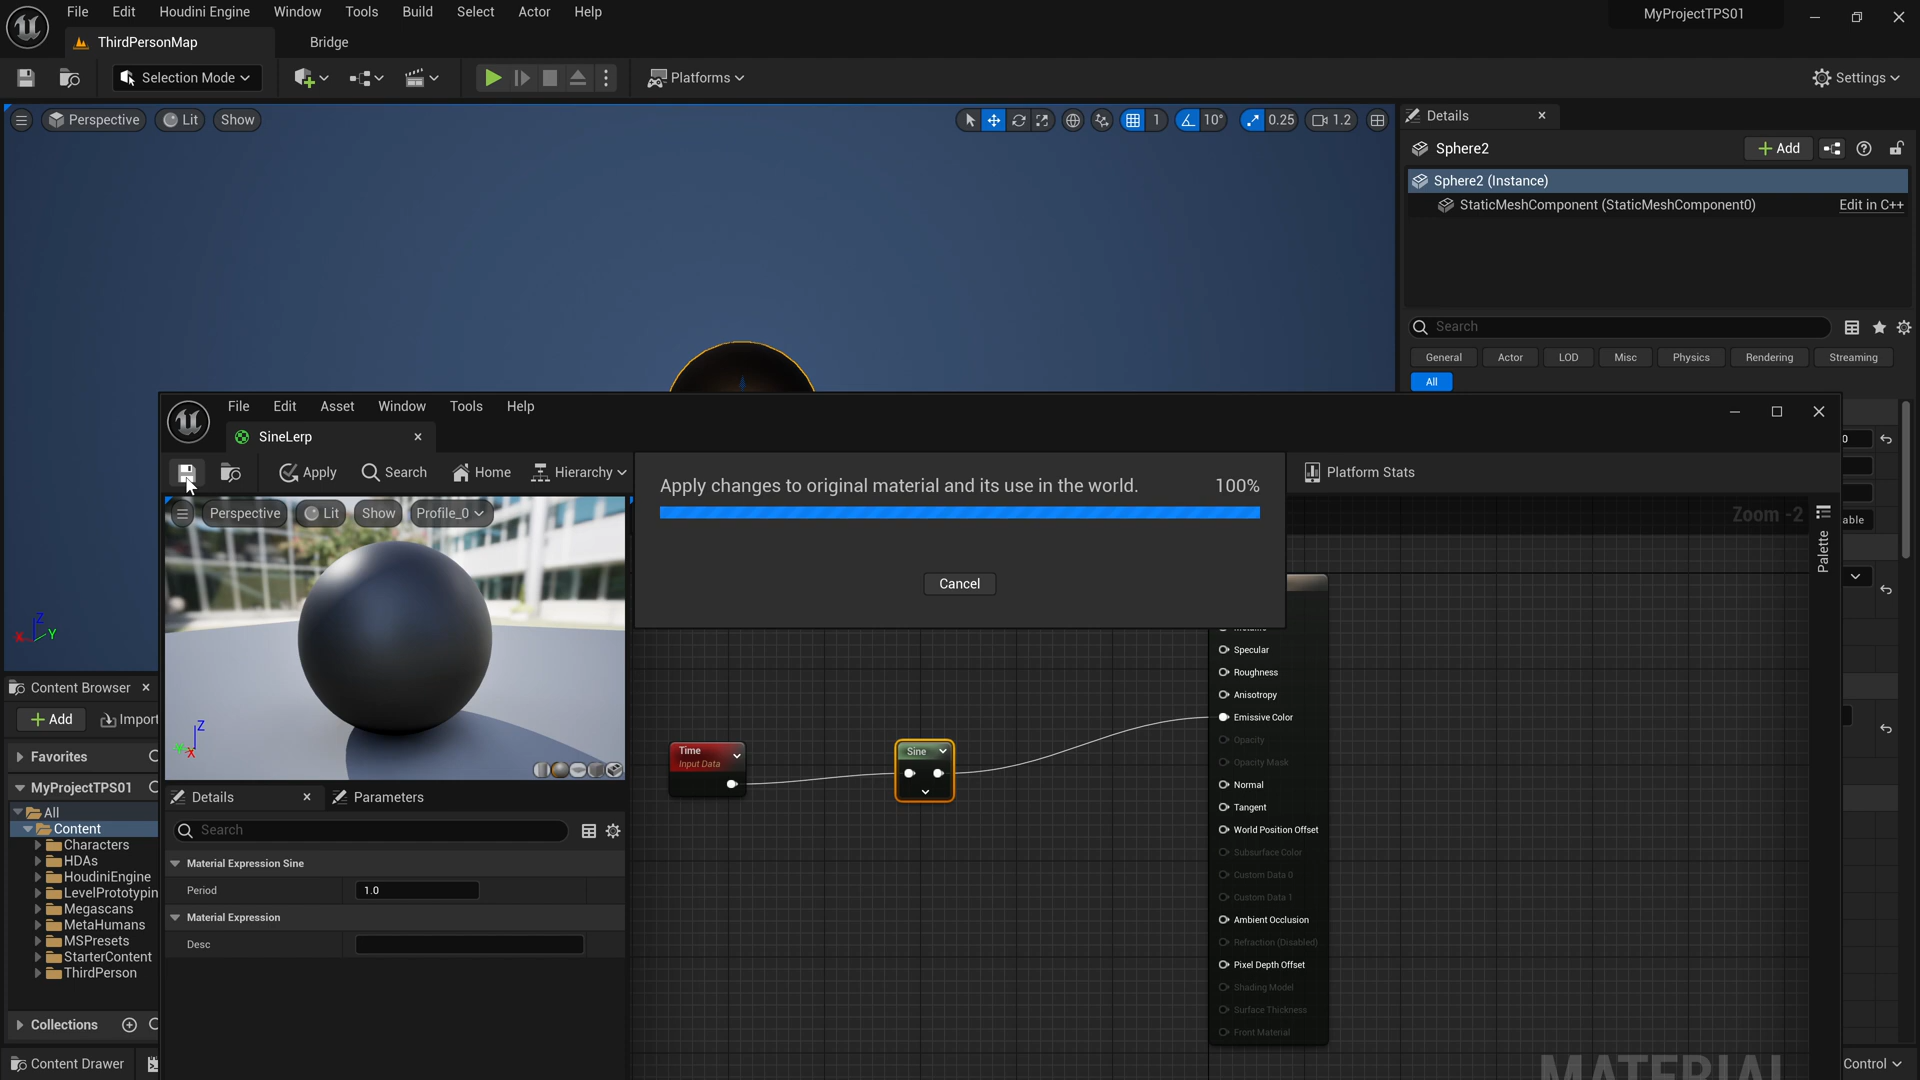 File Edit Houdini Engine Window Tools Build Select Actor Help
MyProjectTPS01
ThirdPersonMap Bridge
Selection Mode Platforms Settings
Perspective Lit Show
1 10° 0.25 1.2
Details
Sphere2
Add
Sphere2 (Instance)
StaticMeshComponent (StaticMeshComponent0) Edit in C++
Search
General Actor LOD Misc Physics Rendering Streaming
All
File Edit Asset Window Tools Help
SineLerp
Apply Search Home Hierarchy
Platform Stats
Apply changes to original material and its use in the world. 100%
Cancel
Perspective Lit Show Profile_0
Zoom -2
Palette
able
0
X Z Y
Z
X
Content Browser
Add Import
Favorites
MyProjectTPS01
All
Content
Characters
HDAs
HoudiniEngine
LevelPrototypin
Megascans
MetaHumans
MSPresets
StarterContent
ThirdPerson
Collections
Content Drawer
Details Parameters
Search
Material Expression Sine
Period 1.0
Material Expression
Desc
Time
Input Data
Sine
Specular
Roughness
Anisotropy
Emissive Color
Opacity
Opacity Mask
Normal
Tangent
World Position Offset
Subsurface Color
Custom Data 0
Custom Data 1
Ambient Occlusion
Refraction (Disabled)
Pixel Depth Offset
Shading Model
Surface Thickness
Front Material
MATERIAL
Control